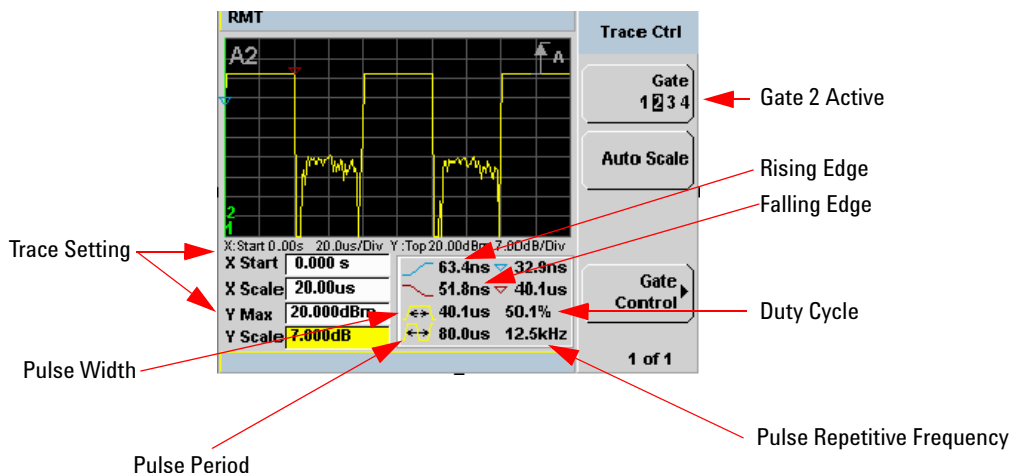 RMT
Trace Ctrl
A2
A
Gate
1 2 3 4
Gate 2 Active
Auto Scale
Rising Edge
Falling Edge
2
1
X:Start 0.00s 20.0us/Div Y:Top 20.00dBm 7.00dB/Div
Trace Setting
X Start 0.000 s
63.4ns 32.9ns
X Scale 20.00us
51.8ns 40.1us
Gate
Control
Y Max 20.000dBm
40.1us 50.1%
Duty Cycle
Y Scale 7.000dB
80.0us 12.5kHz
1 of 1
Pulse Width
Pulse Repetitive Frequency
Pulse Period